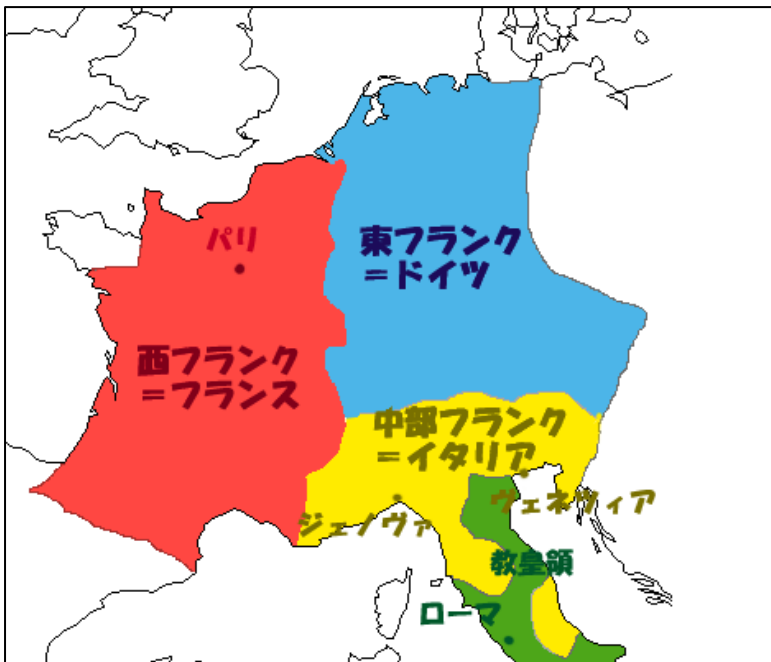 パリ
東フランク
＝ドイツ
西フランク
＝フランス
中部フランク
＝イタリア
ヴェネツィア
ジェノヴァ
教皇領
ローマ